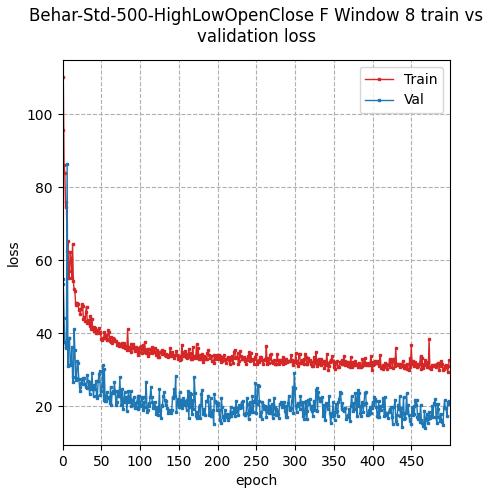 Behar-Std-500-HighLowOpenClose F Window 8 train vs
validation loss
Train
Val
100
80
60
40
20
loss
0 50 100 150 200 250 300 350 400 450
epoch